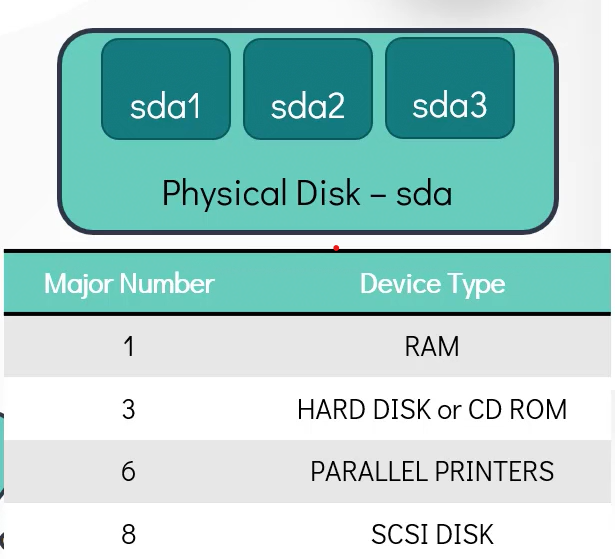 sda1 sda2 sda3
Physical Disk – sda
Major Number Device Type
1 RAM
3 HARD DISK or CD ROM
6 PARALLEL PRINTERS
8 SCSI DISK